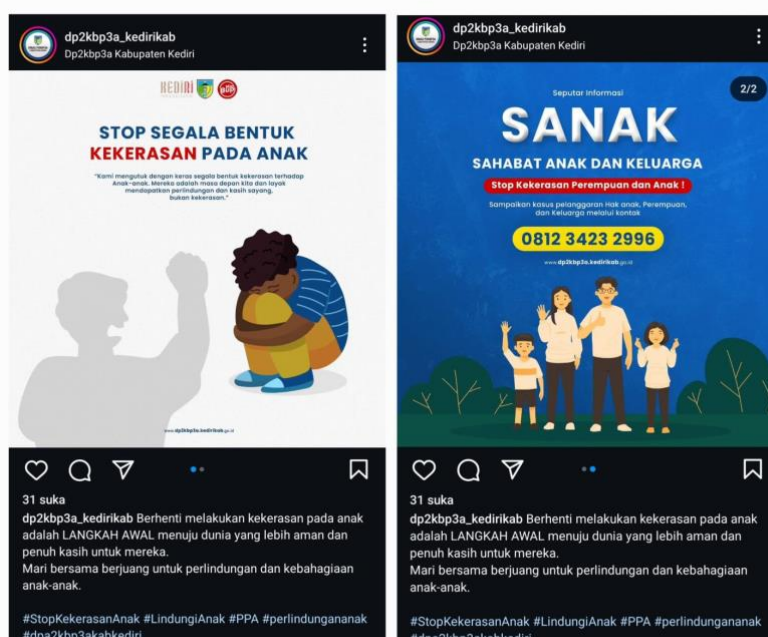 dp2kbp3a_kedirikab
Dp2kbp3a Kabupaten Kediri
KEDIRI
STOP SEGALA BENTUK
KEKERASAN PADA ANAK
"Kami mengutuk dengan keras segala bentuk kekerasan terhadap
Anak-anak. Mereka adalah masa depan kita dan layak
mendapatkan perlindungan dan kasih sayang,
bukan kekerasan."
www.dp2kbp3a.kedirikab.go.id
31 suka
dp2kbp3a_kedirikab Berhenti melakukan kekerasan pada anak
adalah LANGKAH AWAL menuju dunia yang lebih aman dan
penuh kasih untuk mereka.
Mari bersama berjuang untuk perlindungan dan kebahagiaan
anak-anak.
#StopKekerasanAnak #LindungiAnak #PPA #perlindungananak
#dpa2kbp3akabkediri
dp2kbp3a_kedirikab
Dp2kbp3a Kabupaten Kediri
2/2
Seputar Informasi
SANAK
SAHABAT ANAK DAN KELUARGA
Stop Kekerasan Perempuan dan Anak !
Sampaikan kasus pelanggaran Hak anak, Perempuan,
dan Keluarga melalui kontak
0812 3423 2996
www.dp2kbp3a.kedirikab.go.id
31 suka
dp2kbp3a_kedirikab Berhenti melakukan kekerasan pada anak
adalah LANGKAH AWAL menuju dunia yang lebih aman dan
penuh kasih untuk mereka.
Mari bersama berjuang untuk perlindungan dan kebahagiaan
anak-anak.
#StopKekerasanAnak #LindungiAnak #PPA #perlindungananak